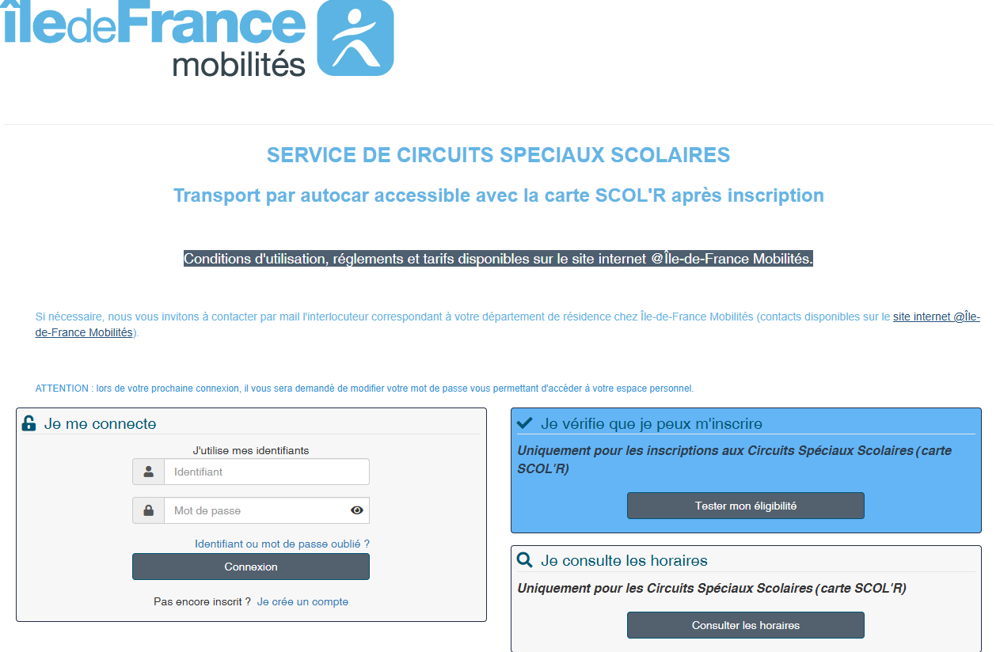 îledeFrance
mobilités
SERVICE DE CIRCUITS SPECIAUX SCOLAIRES
Transport par autocar accessible avec la carte SCOL'R après inscription
Conditions d'utilisation, réglements et tarifs disponibles sur le site internet @Île-de-France Mobilités.
Si nécessaire, nous vous invitons à contacter par mail l'interlocuteur correspondant à votre département de résidence chez Île-de-France Mobilités (contacts disponibles sur le site internet @Île-
de-France Mobilités).
ATTENTION : lors de votre prochaine connexion, il vous sera demandé de modifier votre mot de passe vous permettant d'accèder à votre espace personnel.
Je me connecte
J'utilise mes identifiants
Identifiant
Mot de passe
Identifiant ou mot de passe oublié ?
Connexion
Pas encore inscrit ? Je crée un compte
Je vérifie que je peux m'inscrire
Uniquement pour les inscriptions aux Circuits Spéciaux Scolaires (carte
SCOL'R)
Tester mon éligibilité
Je consulte les horaires
Uniquement pour les Circuits Spéciaux Scolaires (carte SCOL'R)
Consulter les horaires